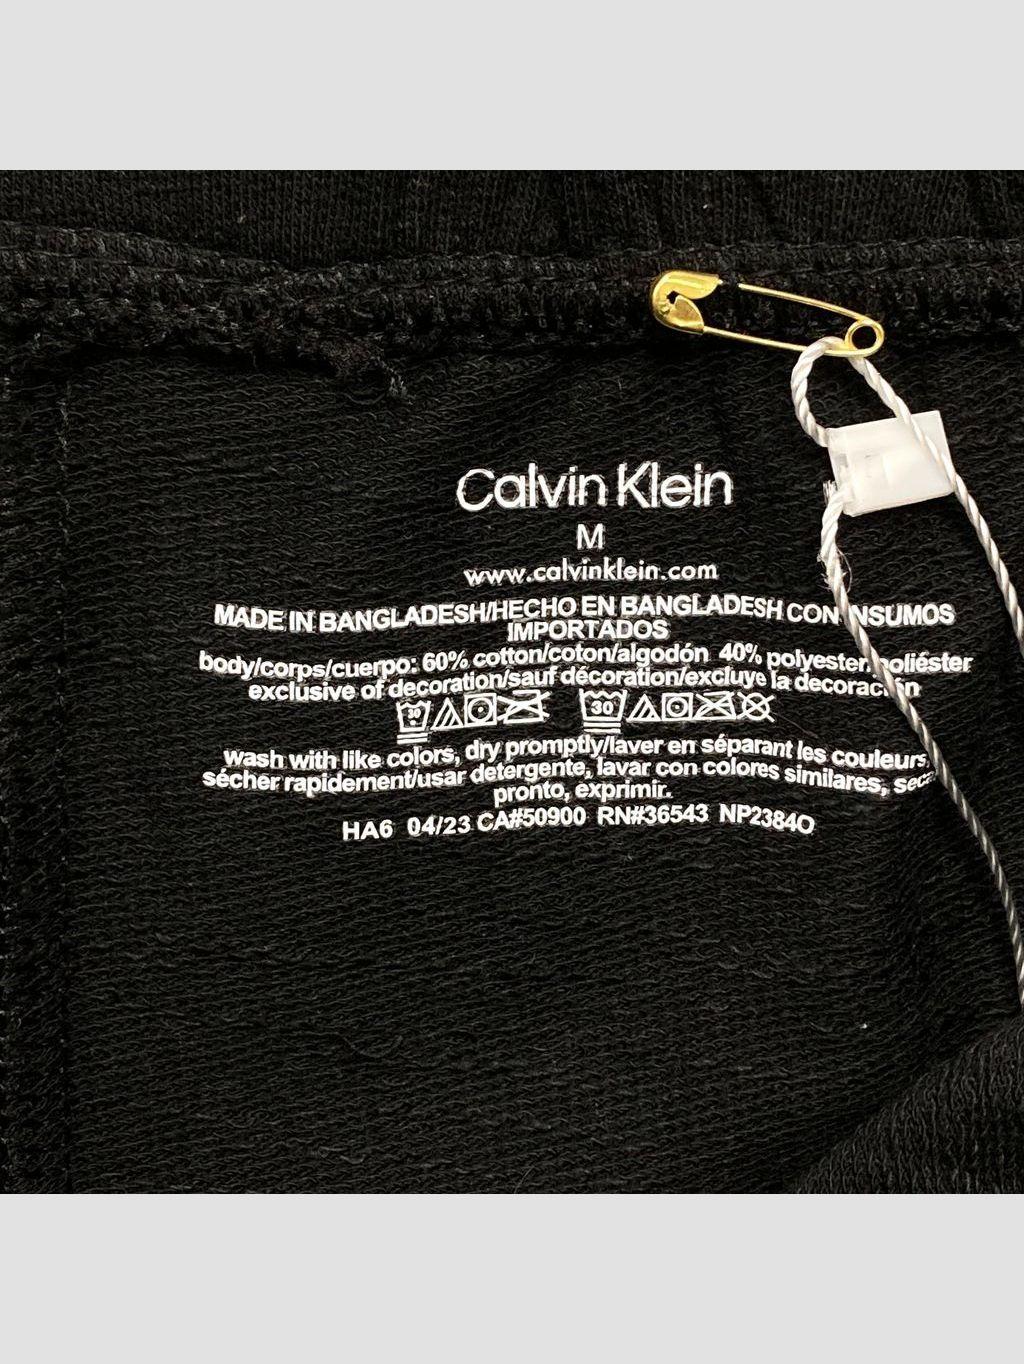 Calvin Klein
M
www.calvinklein.com
MADE IN BANGLADESH/HECHO EN BANGLADESH CON INSUMOS
IMPORTADOS
body/corps/cuerpo: 60% cotton/coton/algodón 40% polyester/poliéster
exclusive of decoration/sauf décoration/excluye la decoración
30 30
wash with like colors, dry promptly/laver en séparant les couleurs,
sécher rapidement/usar detergente, lavar con colores similares,
pronto, exprimir.
HA6 04/23 CA#50900 RN#36543 NP2384O